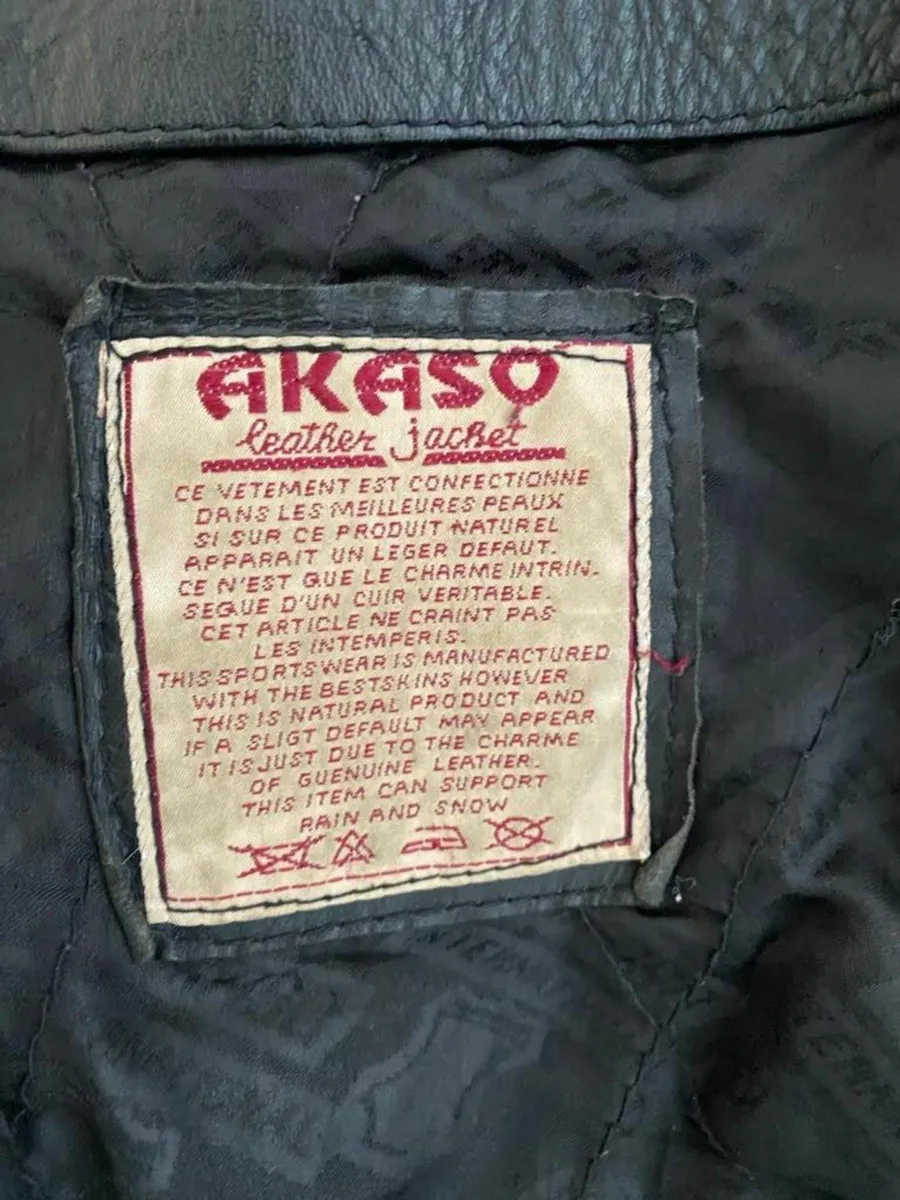 AKASO
leather jacket
CE VETEMENT EST CONFECTIONNE
DANS LES MEILLEURES PEAUX
SI SUR CE PRODUIT NATUREL
APPARAIT UN LEGER DEFAUT.
CE N'EST QUE LE CHARME INTRIN-
SEQUE D'UN CUIR VERITABLE.
CET ARTICLE NE CRAINT PAS
LES INTEMPERIS.
THIS SPORTSWEAR IS MANUFACTURED
WITH THE BESTSKINS HOWEVER
THIS IS NATURAL PRODUCT AND
IF A SLIGT DEFAULT MAY APPEAR
IT IS JUST DUE TO THE CHARME
OF GUENUINE LEATHER.
THIS ITEM CAN SUPPORT
RAIN AND SNOW